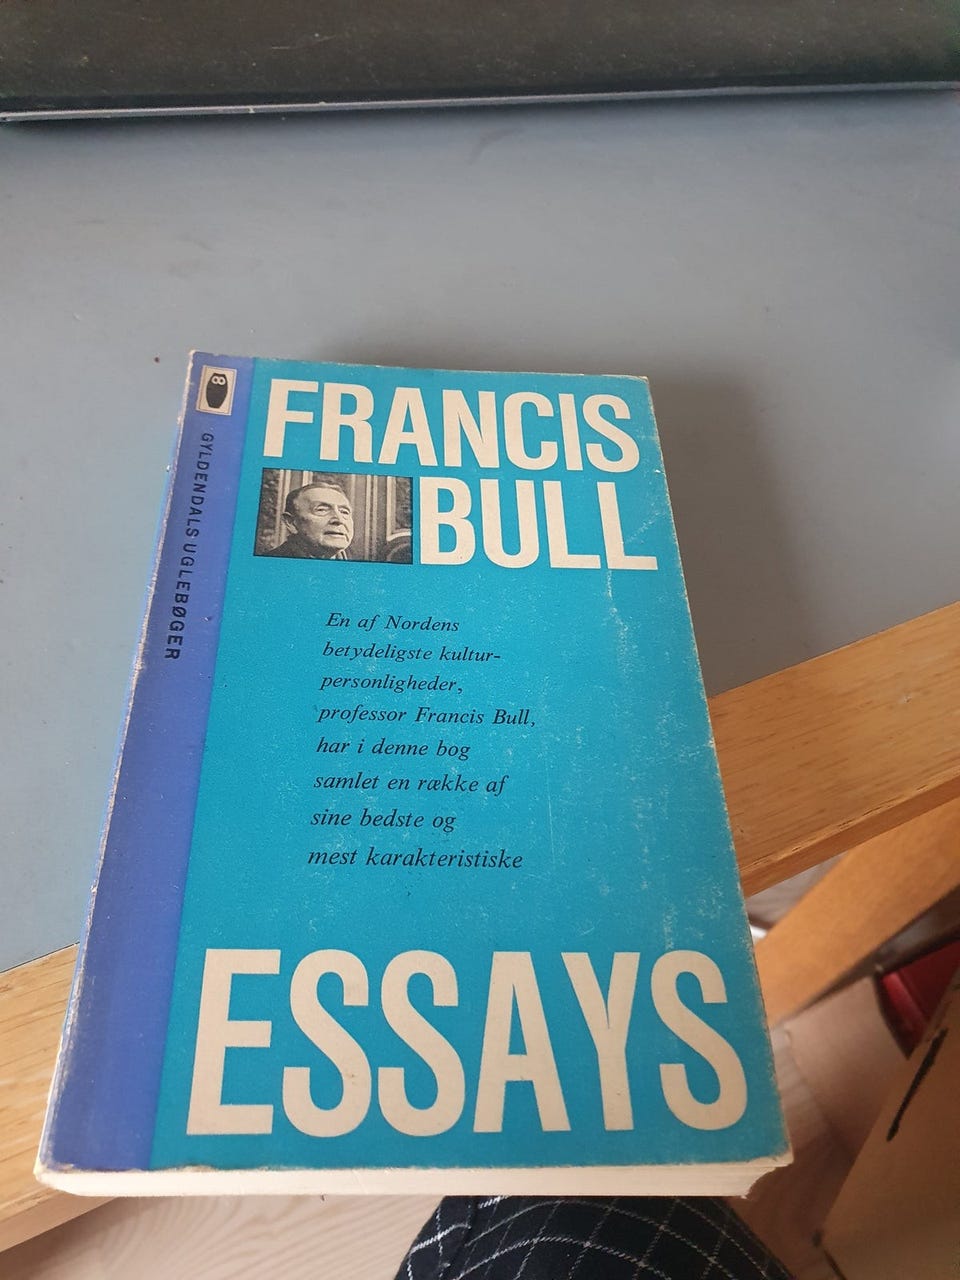 GYLDENDALS UGLEBØGER
8
FRANCIS
BULL
En af Nordens
betydeligste kultur-
personligheder,
professor Francis Bull,
har i denne bog
samlet en række af
sine bedste og
mest karakteristiske
ESSAYS